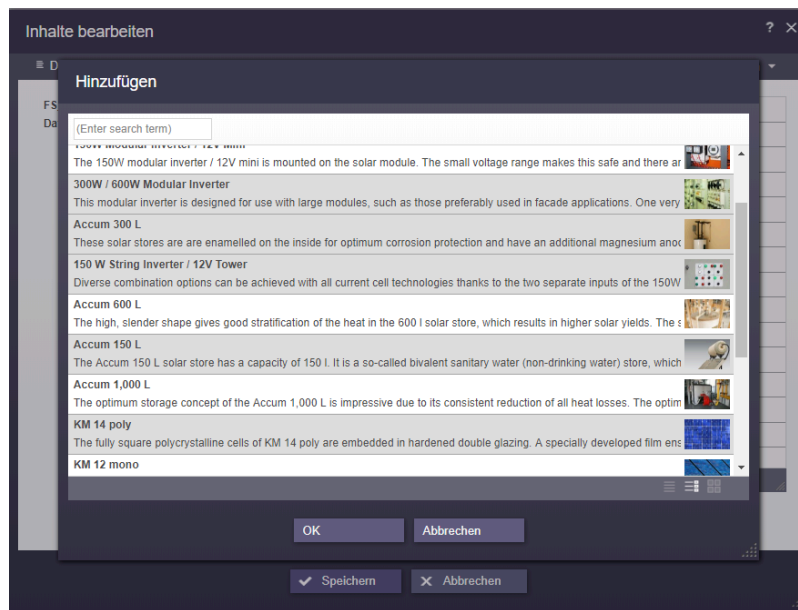 Inhalte bearbeiten
? ×
D
Hinzufügen
FS
Da
(Enter search term)
150W Modular Inverter / 12V Mini
The 150W modular inverter / 12V mini is mounted on the solar module. The small voltage range makes this safe and there ar
300W / 600W Modular Inverter
This modular inverter is designed for use with large modules, such as those preferably used in facade applications. One very
Accum 300 L
These solar stores are are enamelled on the inside for optimum corrosion protection and have an additional magnesium anoc
150 W String Inverter / 12V Tower
Diverse combination options can be achieved with all current cell technologies thanks to the two separate inputs of the 150W
Accum 600 L
The high, slender shape gives good stratification of the heat in the 600 l solar store, which results in higher solar yields. The s
Accum 150 L
The Accum 150 L solar store has a capacity of 150 l. It is a so-called bivalent sanitary water (non-drinking water) store, which
Accum 1,000 L
The optimum storage concept of the Accum 1,000 L is impressive due to its consistent reduction of all heat losses. The optim
KM 14 poly
The fully square polycrystalline cells of KM 14 poly are embedded in hardened double glazing. A specially developed film ens
KM 12 mono
OK Abbrechen
Speichern Abbrechen